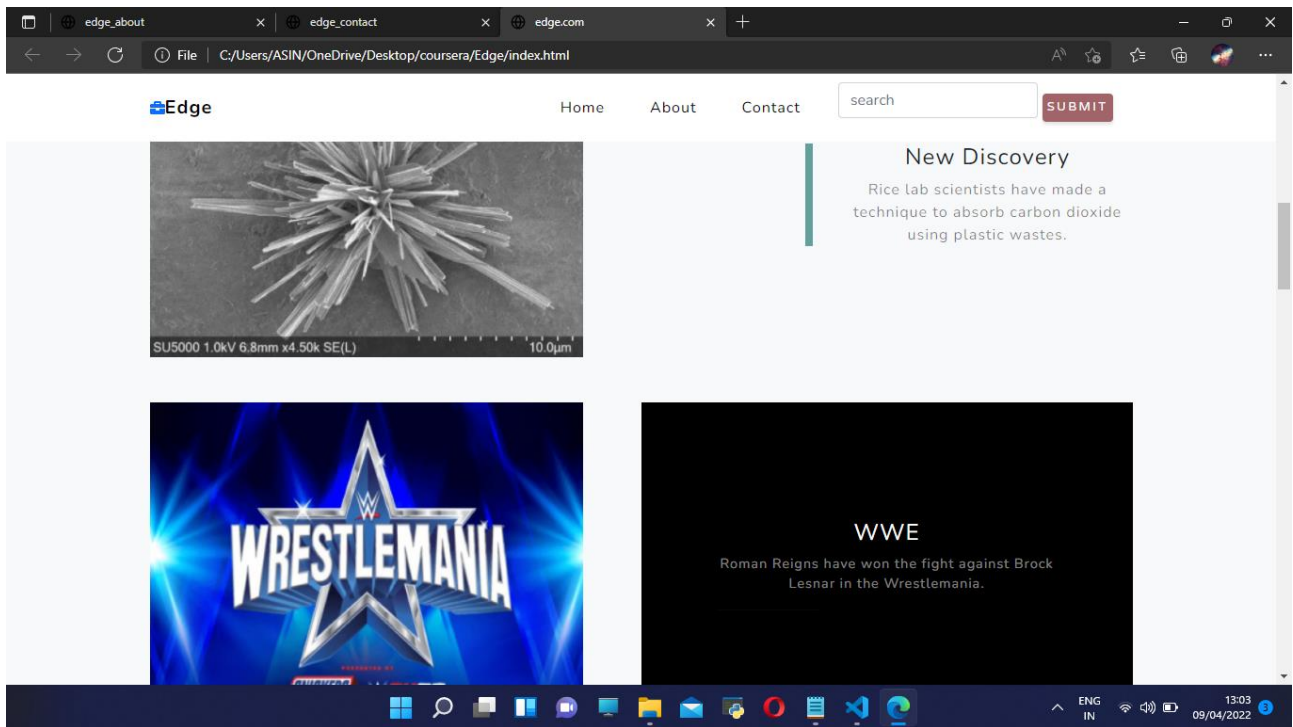 edge_about
edge_contact
edge.com
File
C:/Users/ASIN/OneDrive/Desktop/coursera/Edge/index.html
Edge
Home
About
Contact
search
SUBMIT
New Discovery
Rice lab scientists have made a
technique to absorb carbon dioxide
using plastic wastes.
SU5000 1.0kV 6.8mm x4.50k SE(L)
10.0μm
W
WRESTLEMANIA
PRESENTED BY
WWE
Roman Reigns have won the fight against Brock
Lesnar in the Wrestlemania.
ENG
IN
13:03
09/04/2022
3